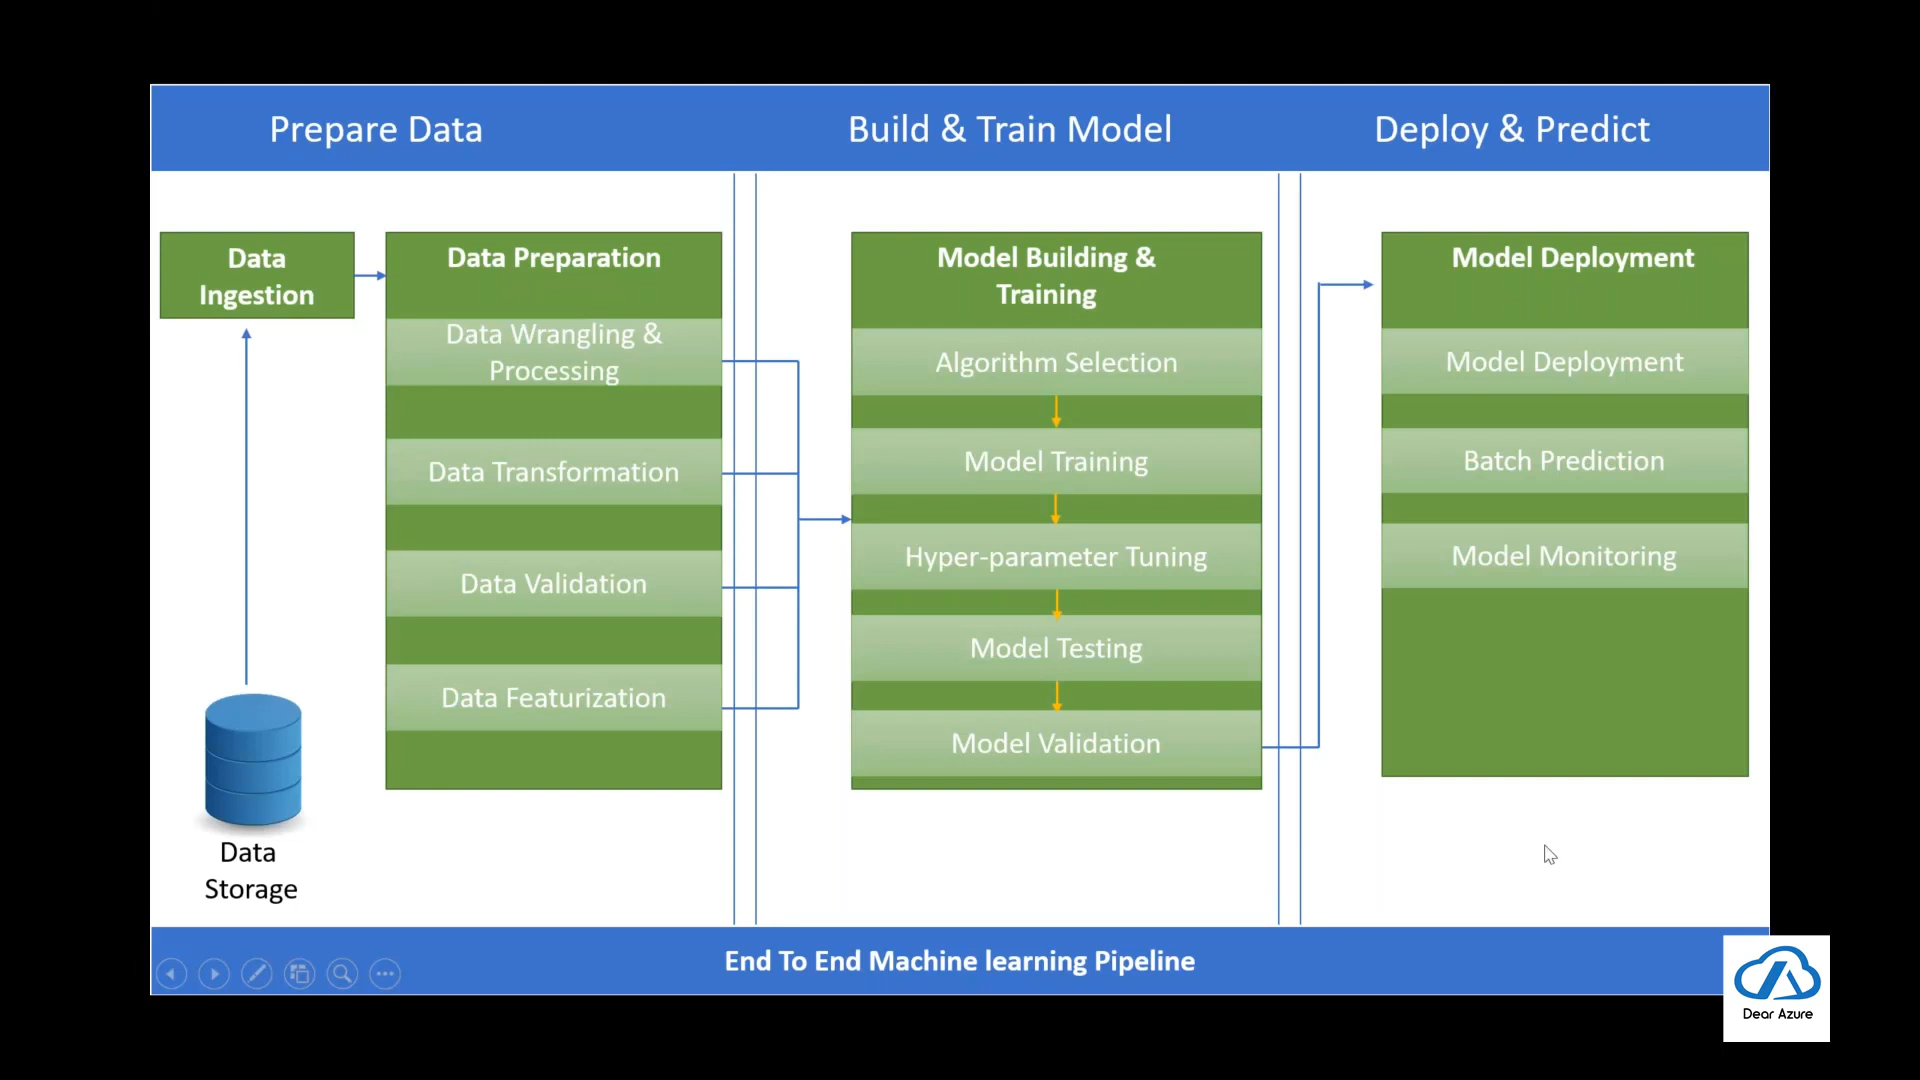 Prepare Data
Build & Train Model
Deploy & Predict
Data
Ingestion
Data Preparation
Data Wrangling &
Processing
Data Transformation
Data Validation
Data Featurization
Data
Storage
Model Building &
Training
Algorithm Selection
Model Training
Hyper-parameter Tuning
Model Testing
Model Validation
Model Deployment
Model Deployment
Batch Prediction
Model Monitoring
End To End Machine learning Pipeline
Dear Azure